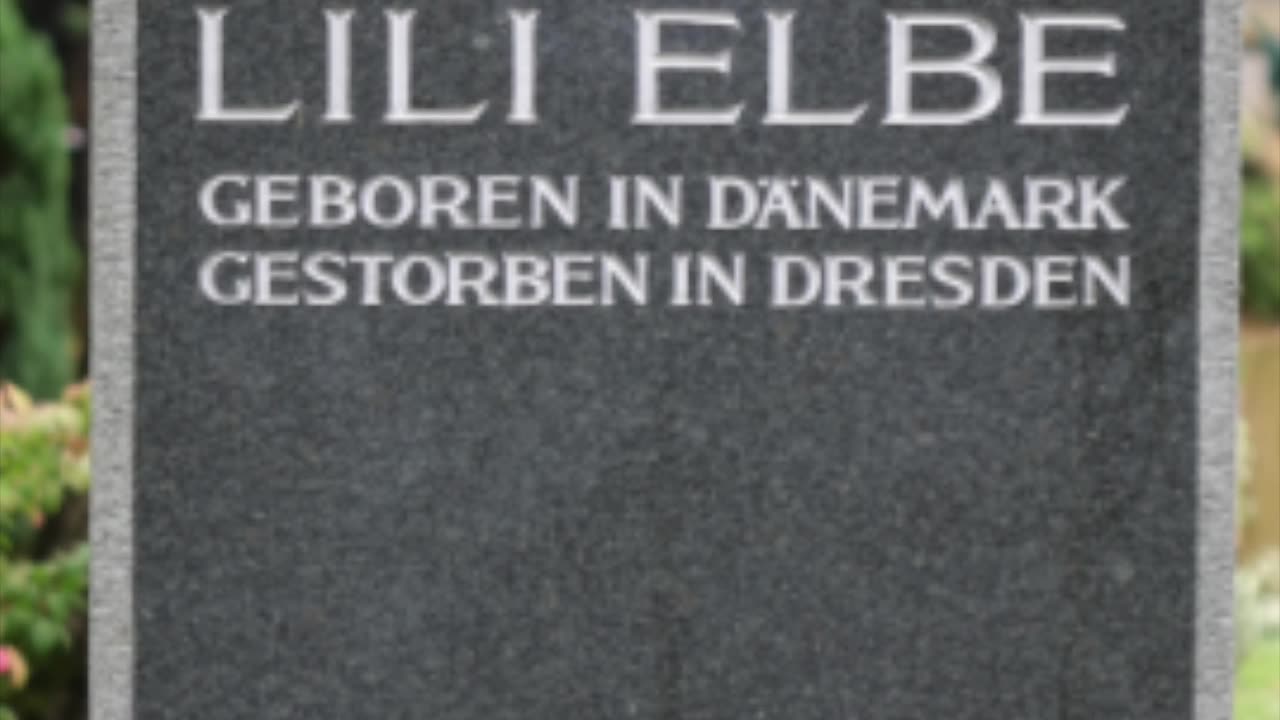 LILI ELBE
GEBOREN IN DÄNEMARK
GESTORBEN IN DRESDEN